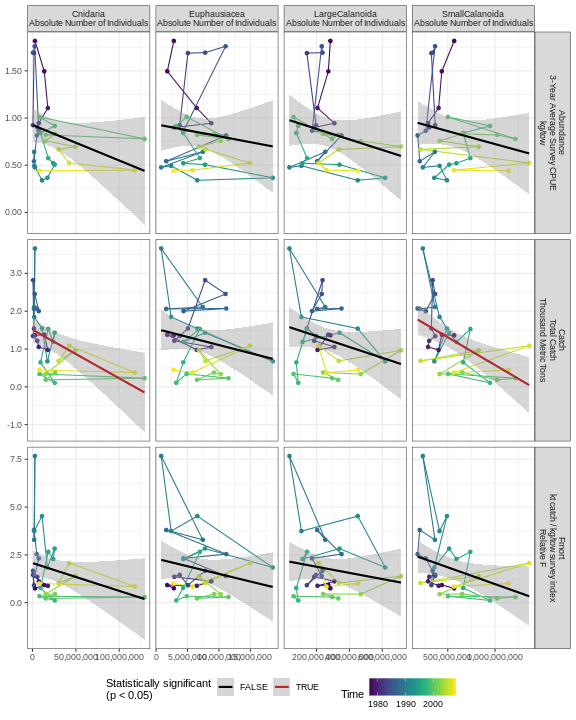 Cnidaria
Absolute Number of Individuals
Euphausiacea
Absolute Number of Individuals
LargeCalanoida
Absolute Number of Individuals
SmallCalanoida
Absolute Number of Individuals
1.50
1.00
0.50
0.00
Abundance
3-Year Average Survey CPUE
kg/tow
3.0
2.0
1.0
0.0
-1.0
Catch
Total Catch
Thousand Metric Tons
7.5
5.0
2.5
0.0
Fmort
Relative F
kt catch / kg/tow survey index
0 50,000,000 100,000,000
0 5,000,000 10,000,000 15,000,000
200,000,000 400,000,000 600,000,000 800,000,000
500,000,000 1,000,000,000
Statistically significant
(p < 0.05)
FALSE
TRUE
Time
1980 1990 2000